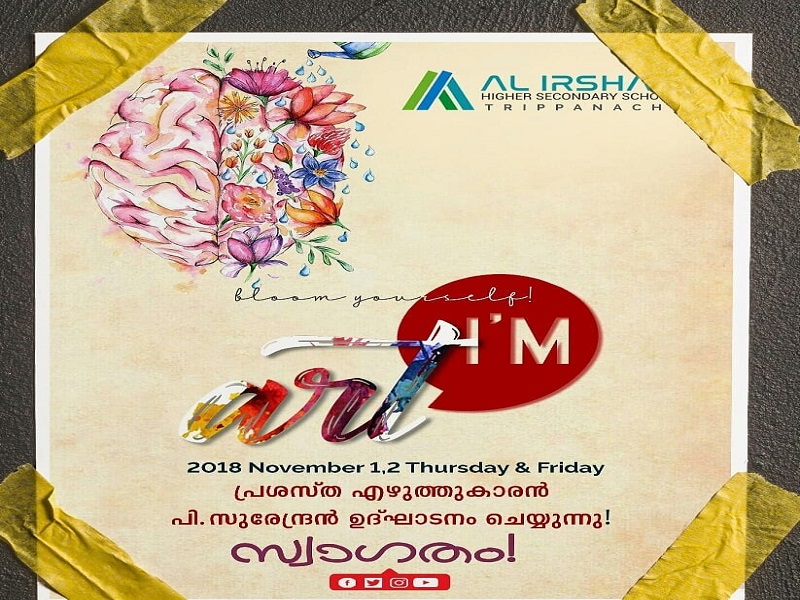 AL IRSHA
HIGHER SECONDARY SCHO
TRIPPANACH
bloom yourself!
I'M
art
2018 November 1,2 Thursday & Friday
പ്രശസ്ത എഴുത്തുകാരൻ
പി. സുരേന്ദ്രൻ ഉദ്ഘാടനം ചെയ്യുന്നു!
സ്വാഗതം!